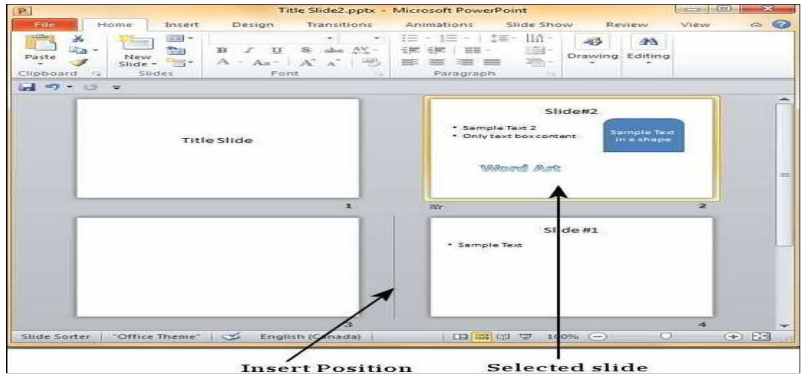 Title Slide2.pptx - Microsoft PowerPoint
File Home Insert Design Transitions Animations Slide Show Review View
Paste
New Slide
Drawing Editing
Clipboard Slides Font Paragraph
Title Slide
1
Slide#2
• Sample Text 2
• Only text box content
Sample Text
in a shape
Word Art
2
3
Slide #1
• Sample Text
4
Slide Sorter "Office Theme" English (Canada) 100%
Insert Position Selected slide